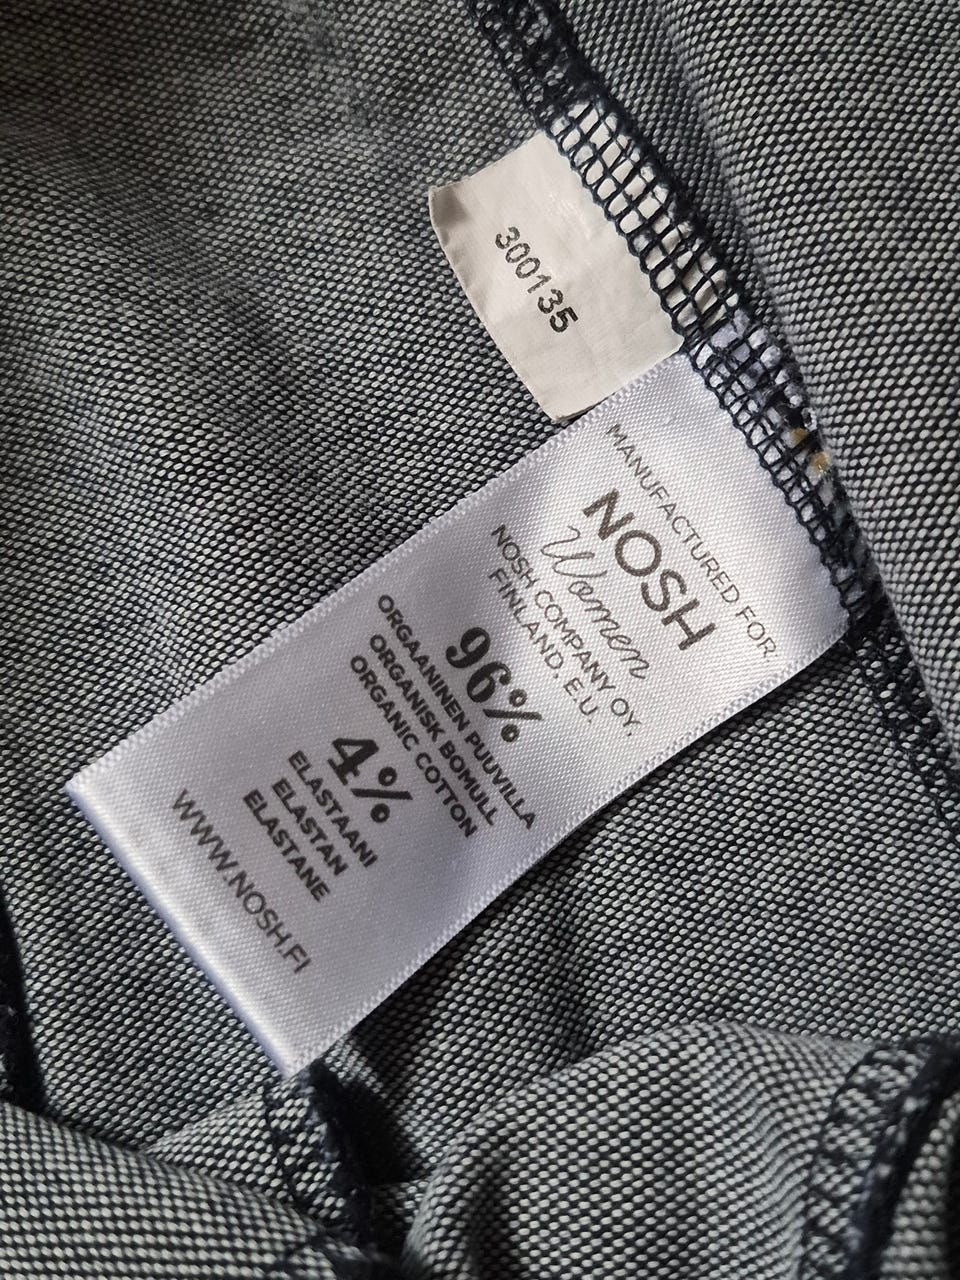 300135
MANUFACTURED FOR:
NOSH
Women
NOSH COMPANY OY.
FINLAND. E.U.
96%
ORGAANINEN PUUVILLA
ORGANISK BOMULL
ORGANIC COTTON
4%
ELASTAANI
ELASTAN
ELASTANE
WWW.NOSH.FI